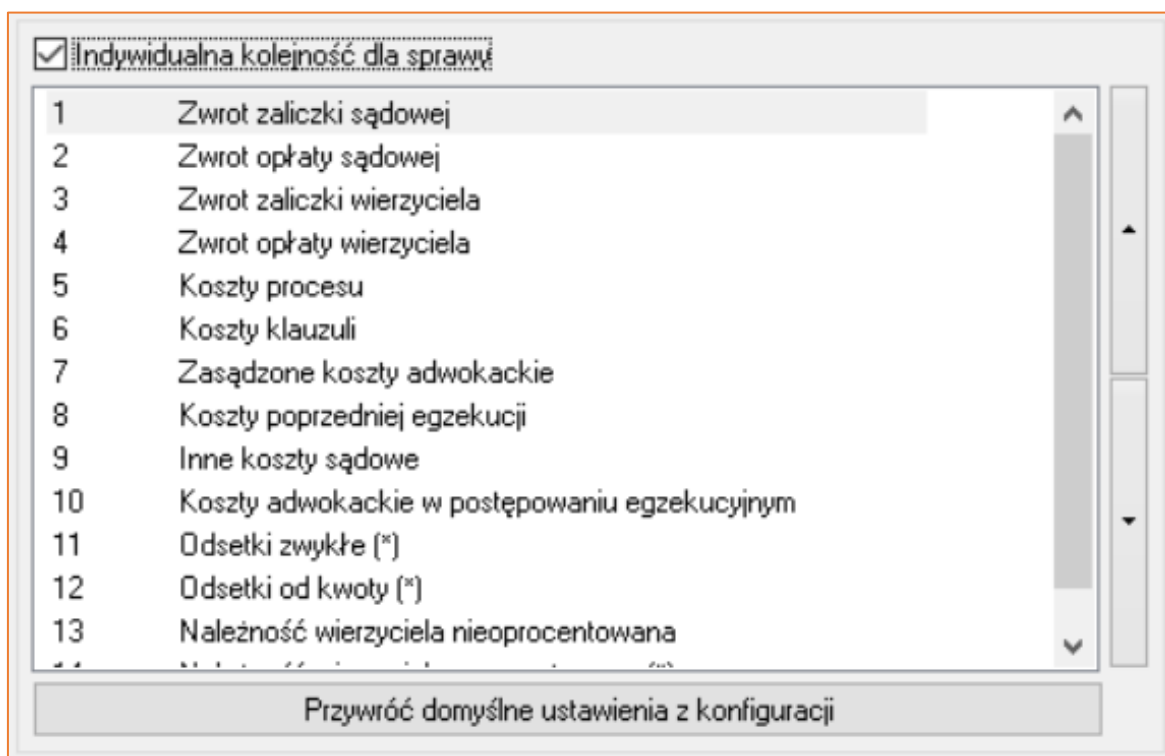 Indywidualna kolejność dla sprawy
1 Zwrot zaliczki sądowej
2 Zwrot opłaty sądowej
3 Zwrot zaliczki wierzyciela
4 Zwrot opłaty wierzyciela
5 Koszty procesu
6 Koszty klauzuli
7 Zasądzone koszty adwokackie
8 Koszty poprzedniej egzekucji
9 Inne koszty sądowe
10 Koszty adwokackie w postępowaniu egzekucyjnym
11 Odsetki zwykłe (*)
12 Odsetki od kwoty (*)
13 Należność wierzyciela nieoprocentowana
Przywróć domyślne ustawienia z konfiguracji